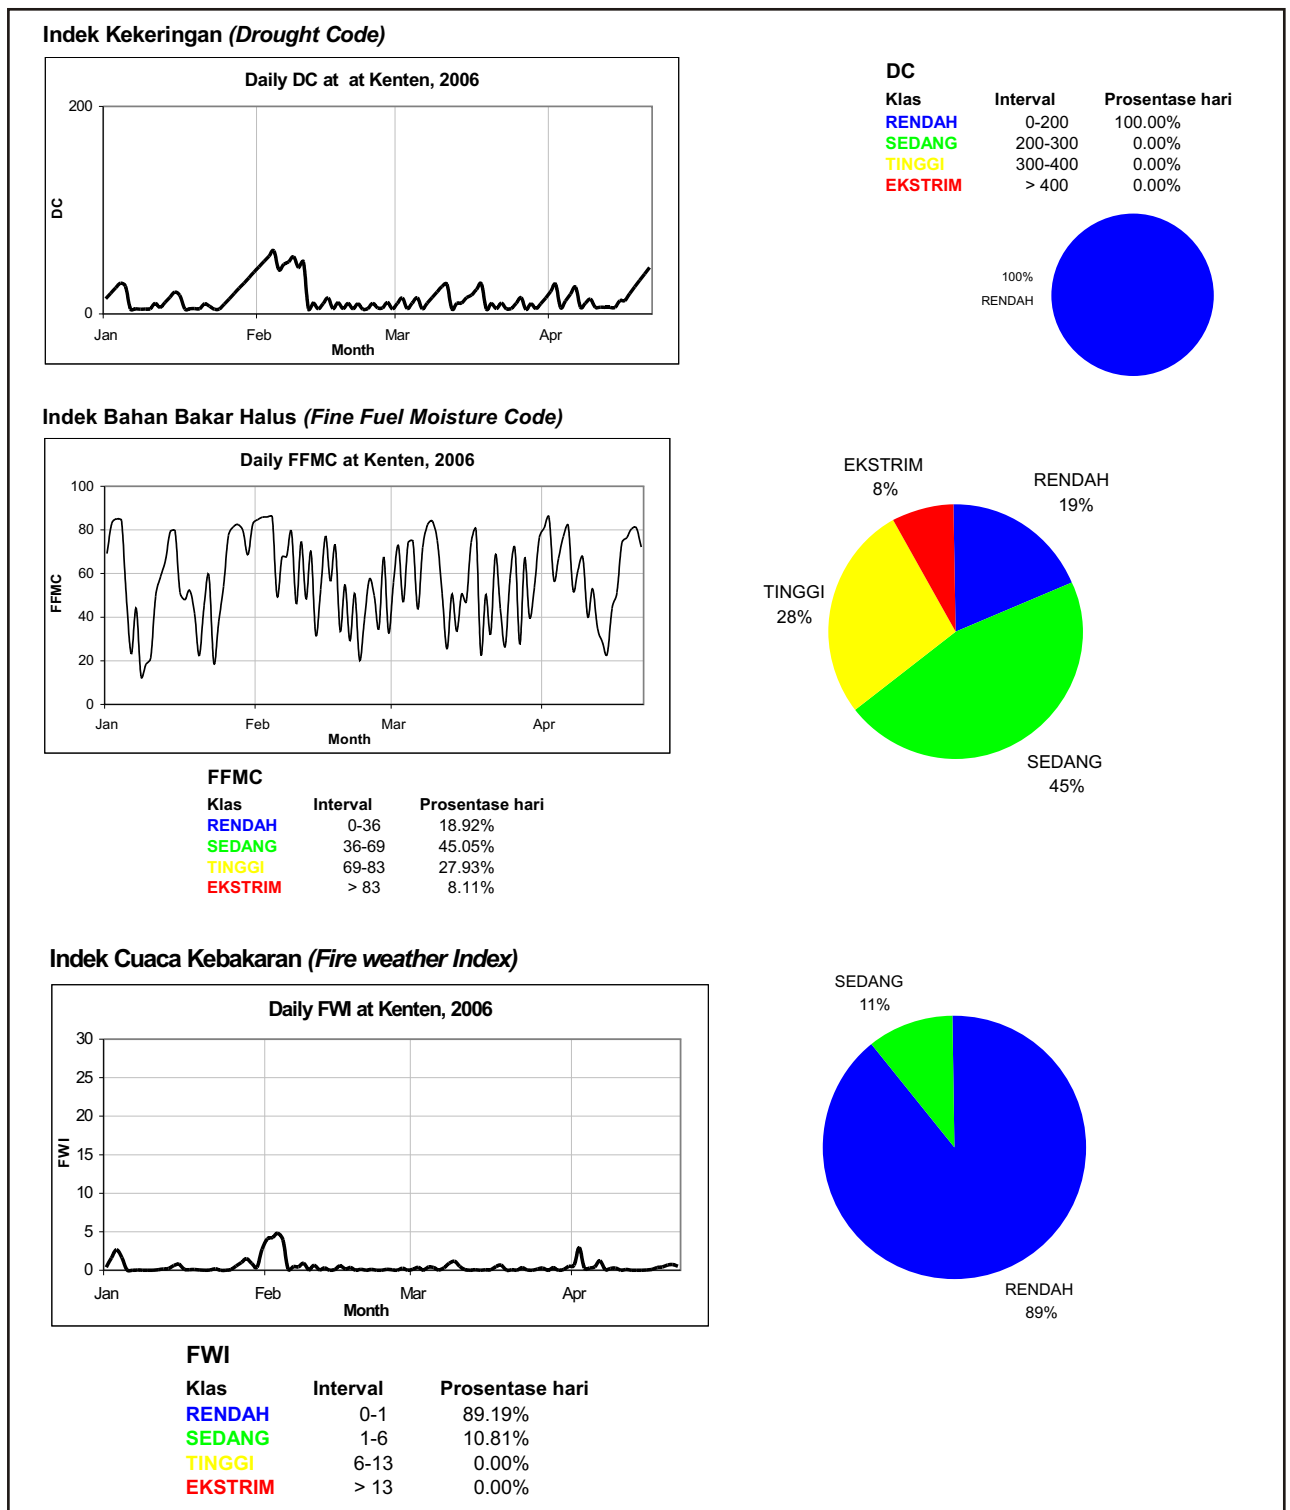 Indek Kekeringan (Drought Code)
Daily DC at  at Kenten, 2006
200
0
DC
Jan Feb Mar Apr
Month
DC
Klas Interval Prosentase hari
RENDAH 0-200 100.00%
SEDANG 200-300 0.00%
TINGGI 300-400 0.00%
EKSTRIM > 400 0.00%
100%
RENDAH
Indek Bahan Bakar Halus (Fine Fuel Moisture Code)
Daily FFMC at Kenten, 2006
100
80
60
40
20
0
FFMC
Jan Feb Mar Apr
Month
EKSTRIM
8%
RENDAH
19%
TINGGI
28%
SEDANG
45%
FFMC
Klas Interval Prosentase hari
RENDAH 0-36 18.92%
SEDANG 36-69 45.05%
TINGGI 69-83 27.93%
EKSTRIM > 83 8.11%
Indek Cuaca Kebakaran (Fire weather Index)
Daily FWI at Kenten, 2006
30
25
20
15
10
5
0
FWI
Jan Feb Mar Apr
Month
SEDANG
11%
RENDAH
89%
FWI
Klas Interval Prosentase hari
RENDAH 0-1 89.19%
SEDANG 1-6 10.81%
TINGGI 6-13 0.00%
EKSTRIM > 13 0.00%